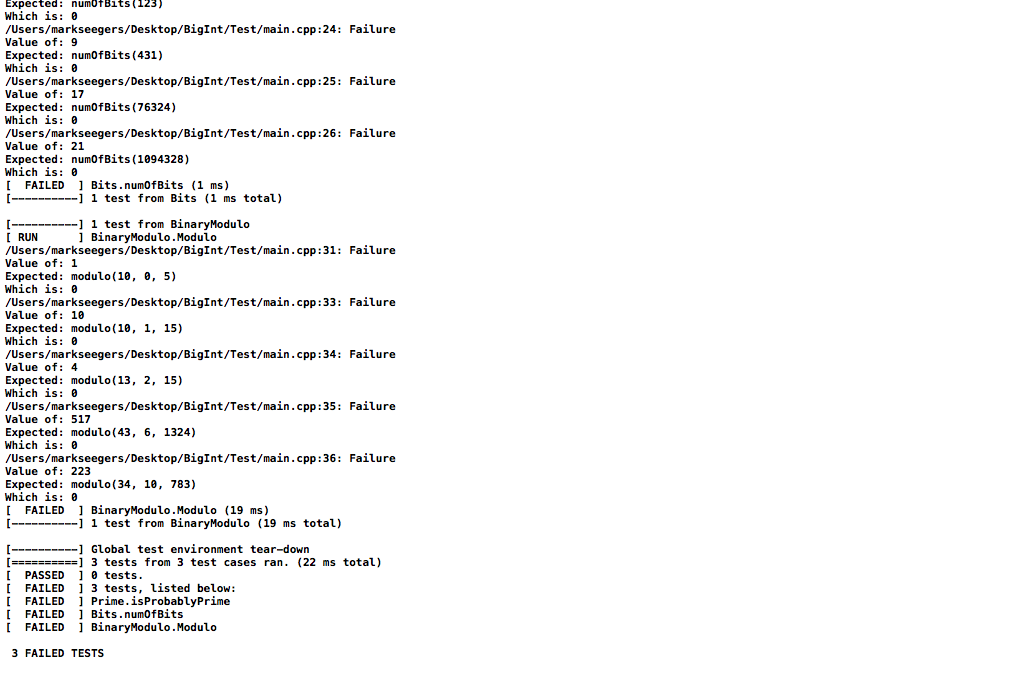 Expected: numOfBits(123)
Which is: 0
/Users/markseegers/Desktop/BigInt/Test/main.cpp:24: Failure
Value of: 9
Expected: numOfBits(431)
Which is: 0
/Users/markseegers/Desktop/BigInt/Test/main.cpp:25: Failure
Value of: 17
Expected: numOfBits(76324)
Which is: 0
/Users/markseegers/Desktop/BigInt/Test/main.cpp:26: Failure
Value of: 21
Expected: numOfBits(1094328)
Which is: 0
[  FAILED  ] Bits.numOfBits (1 ms)
[----------] 1 test from Bits (1 ms total)

[----------] 1 test from BinaryModulo
[ RUN      ] BinaryModulo.Modulo
/Users/markseegers/Desktop/BigInt/Test/main.cpp:31: Failure
Value of: 1
Expected: modulo(10, 0, 5)
Which is: 0
/Users/markseegers/Desktop/BigInt/Test/main.cpp:33: Failure
Value of: 10
Expected: modulo(10, 1, 15)
Which is: 0
/Users/markseegers/Desktop/BigInt/Test/main.cpp:34: Failure
Value of: 4
Expected: modulo(13, 2, 15)
Which is: 0
/Users/markseegers/Desktop/BigInt/Test/main.cpp:35: Failure
Value of: 517
Expected: modulo(43, 6, 1324)
Which is: 0
/Users/markseegers/Desktop/BigInt/Test/main.cpp:36: Failure
Value of: 223
Expected: modulo(34, 10, 783)
Which is: 0
[  FAILED  ] BinaryModulo.Modulo (19 ms)
[----------] 1 test from BinaryModulo (19 ms total)

[----------] Global test environment tear-down
[==========] 3 tests from 3 test cases ran. (22 ms total)
[  PASSED  ] 0 tests.
[  FAILED  ] 3 tests, listed below:
[  FAILED  ] Prime.isProbablyPrime
[  FAILED  ] Bits.numOfBits
[  FAILED  ] BinaryModulo.Modulo

 3 FAILED TESTS